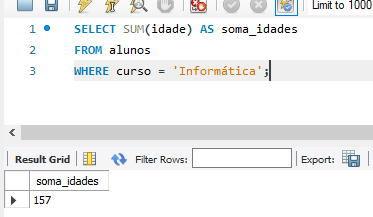 Limit to 1000
1 SELECT SUM(idade) AS soma_idades
2 FROM alunos
3 WHERE curso = 'Informática';
Result Grid Filter Rows: Export:
soma_idades
157